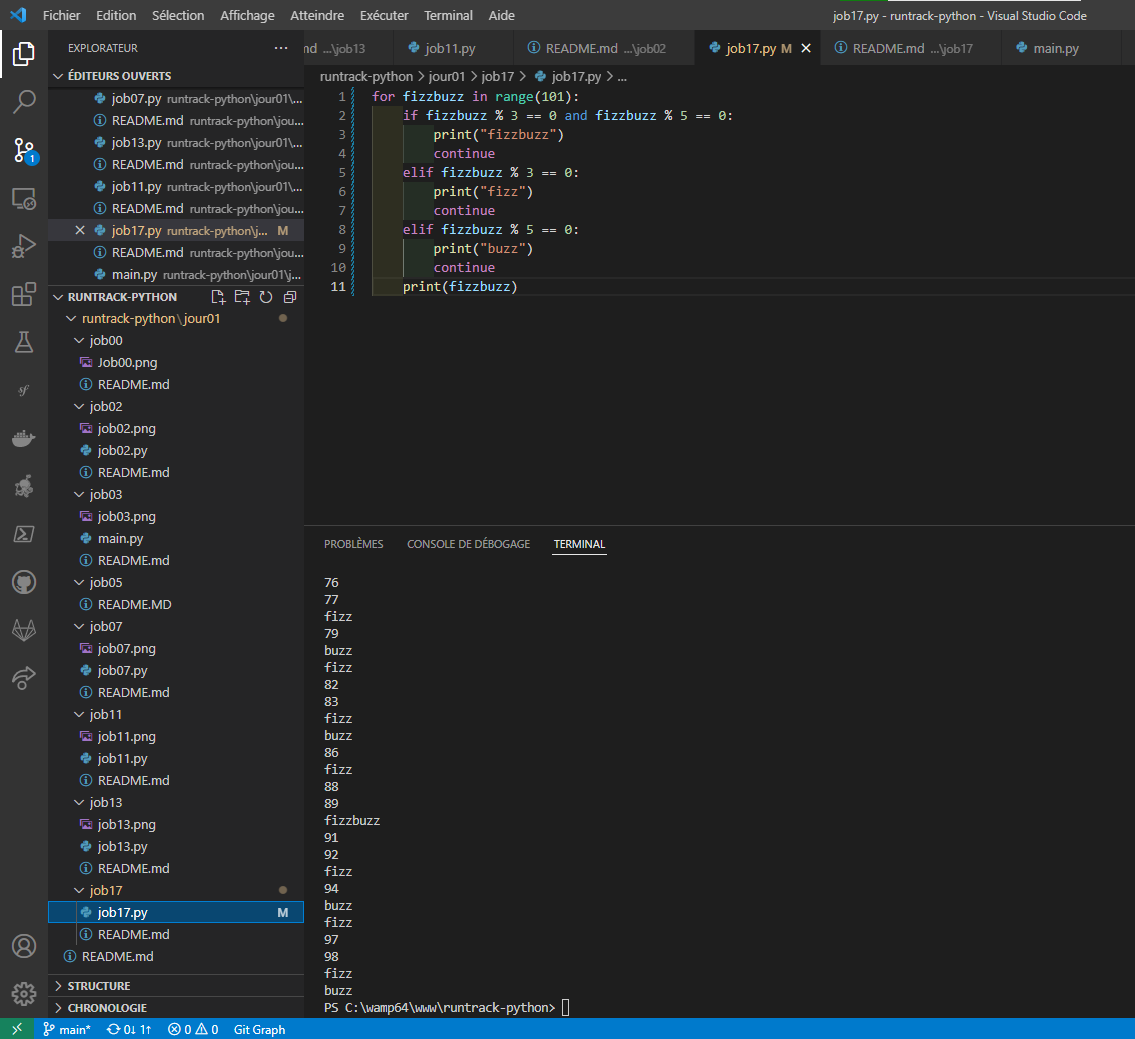 Fichier Edition Sélection Affichage Atteindre Exécuter Terminal Aide job17.py - runtrack-python - Visual Studio Code
EXPLORATEUR ···
md ...\job13 job11.py README.md ...\job02 job17.py M README.md ...\job17 main.py
ÉDITEURS OUVERTS
job07.py runtrack-python\jour01\...
README.md runtrack-python\jou...
job13.py runtrack-python\jour01\...
README.md runtrack-python\jou...
job11.py runtrack-python\jour01\...
README.md runtrack-python\jou...
job17.py runtrack-python\j... M
README.md runtrack-python\jou...
main.py runtrack-python\jour01\j...
RUNTRACK-PYTHON
runtrack-python\jour01
job00
Job00.png
README.md
job02
job02.png
job02.py
README.md
job03
job03.png
main.py
README.md
job05
README.MD
job07
job07.png
job07.py
README.md
job11
job11.png
job11.py
README.md
job13
job13.png
job13.py
README.md
job17
job17.py M
README.md
README.md
STRUCTURE
CHRONOLOGIE
runtrack-python > jour01 > job17 > job17.py > ...
1 for fizzbuzz in range(101):
2 if fizzbuzz % 3 == 0 and fizzbuzz % 5 == 0:
3 print("fizzbuzz")
4 continue
5 elif fizzbuzz % 3 == 0:
6 print("fizz")
7 continue
8 elif fizzbuzz % 5 == 0:
9 print("buzz")
10 continue
11 print(fizzbuzz)
PROBLÈMES CONSOLE DE DÉBOGAGE TERMINAL
76
77
fizz
79
buzz
fizz
82
83
fizz
buzz
86
fizz
88
89
fizzbuzz
91
92
fizz
94
buzz
fizz
97
98
fizz
buzz
PS C:\wamp64\www\runtrack-python>
1
sf
main* 0↓ 1↑ 0 0 Git Graph